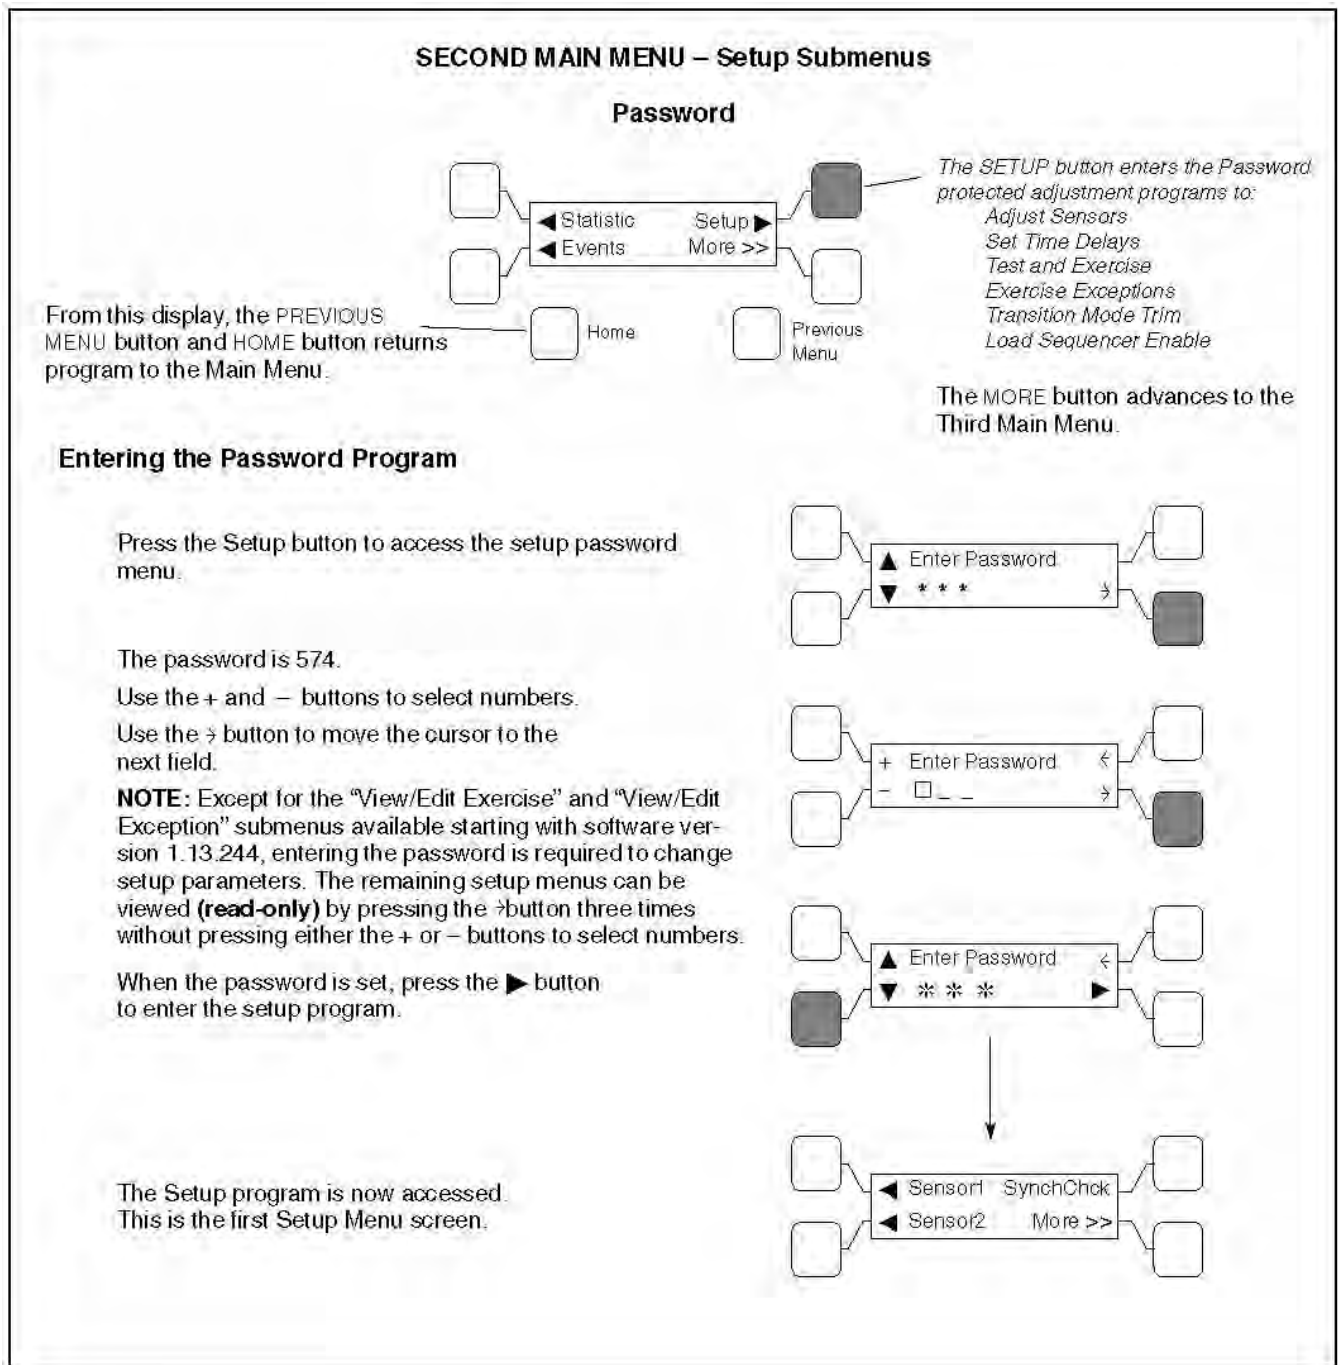 SECOND MAIN MENU – Setup Submenus
Password
◀ Statistic Setup ▶
◀ Events More >>
Home
Previous
Menu
The SETUP button enters the Password
protected adjustment programs to:
Adjust Sensors
Set Time Delays
Test and Exercise
Exercise Exceptions
Transition Mode Trim
Load Sequencer Enable
From this display, the PREVIOUS
MENU button and HOME button returns
program to the Main Menu.
The MORE button advances to the
Third Main Menu.
Entering the Password Program
Press the Setup button to access the setup password
menu.
▲ Enter Password
▼ * * * →
The password is 574.
Use the + and – buttons to select numbers.
Use the → button to move the cursor to the
next field.
+ Enter Password ←
– □ _ _ →
NOTE: Except for the “View/Edit Exercise” and “View/Edit
Exception” submenus available starting with software ver-
sion 1.13.244, entering the password is required to change
setup parameters. The remaining setup menus can be
viewed (read-only) by pressing the →button three times
without pressing either the + or – buttons to select numbers.
▲ Enter Password ←
▼ * * * ▶
When the password is set, press the ▶ button
to enter the setup program.
◀ Sensor1 SynchChck
◀ Sensor2 More >>
The Setup program is now accessed.
This is the first Setup Menu screen.